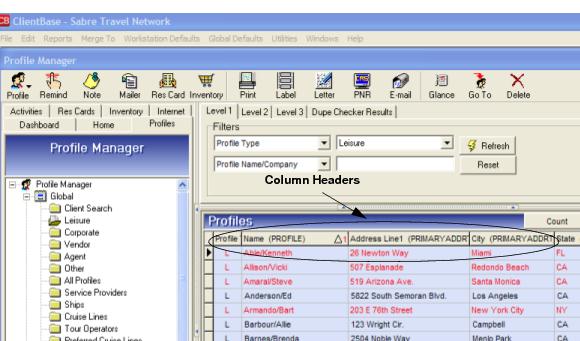 CB ClientBase - Sabre Travel Network
File Edit Reports Merge To Workstation Defaults Global Defaults Utilities Windows Help
Profile Manager
Profile Remind Note Mailer Res Card Inventory Print Label Letter PNR E-mail Glance Go To Delete
Activities Res Cards Inventory Internet
Dashboard Home Profiles
Level 1 Level 2 Level 3 Dupe Checker Results
Filters
Profile Type Leisure Refresh
Profile Name/Company Reset
Profile Manager
Column Headers
Profile Manager
Global
Client Search
Leisure
Corporate
Vendor
Agent
Other
All Profiles
Service Providers
Ships
Cruise Lines
Tour Operators
Preferred Cruise Lines
Profiles Count
Profile Name (PROFILE) 1 Address Line1 (PRIMARYADDR City (PRIMARYADDR1 State
L Able/Kenneth 26 Newton Way Miami FL
L Allison/Vicki 507 Esplanade Redondo Beach CA
L Amaral/Steve 519 Arizona Ave. Santa Monica CA
L Anderson/Ed 5822 South Semoran Blvd. Los Angeles CA
L Armando/Bart 203 E 76th Street New York City NY
L Barbour/Allie 123 Wright Cir. Campbell CA
L Barnes/Brenda 2504 Noble Way Menlo Park CA